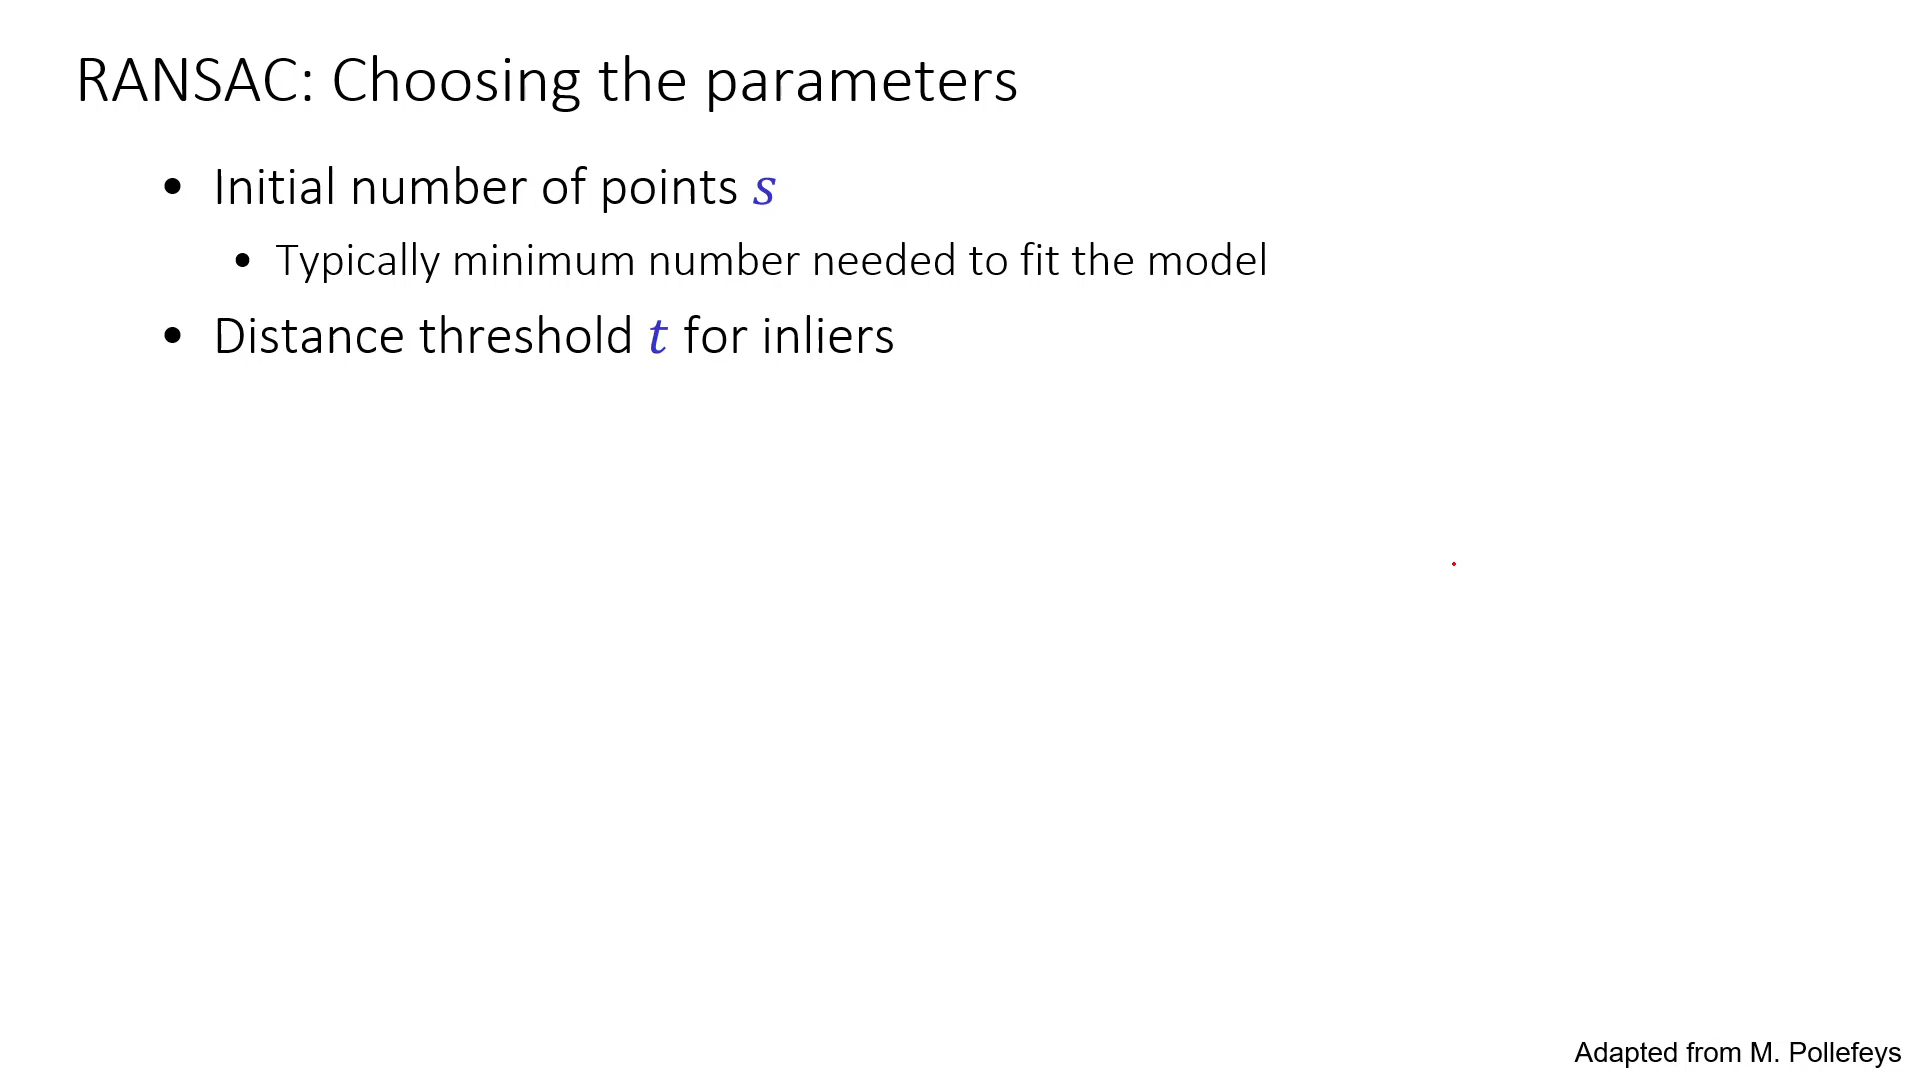 RANSAC: Choosing the parameters
• Initial number of points s
• Typically minimum number needed to fit the model
• Distance threshold t for inliers
Adapted from M. Pollefeys